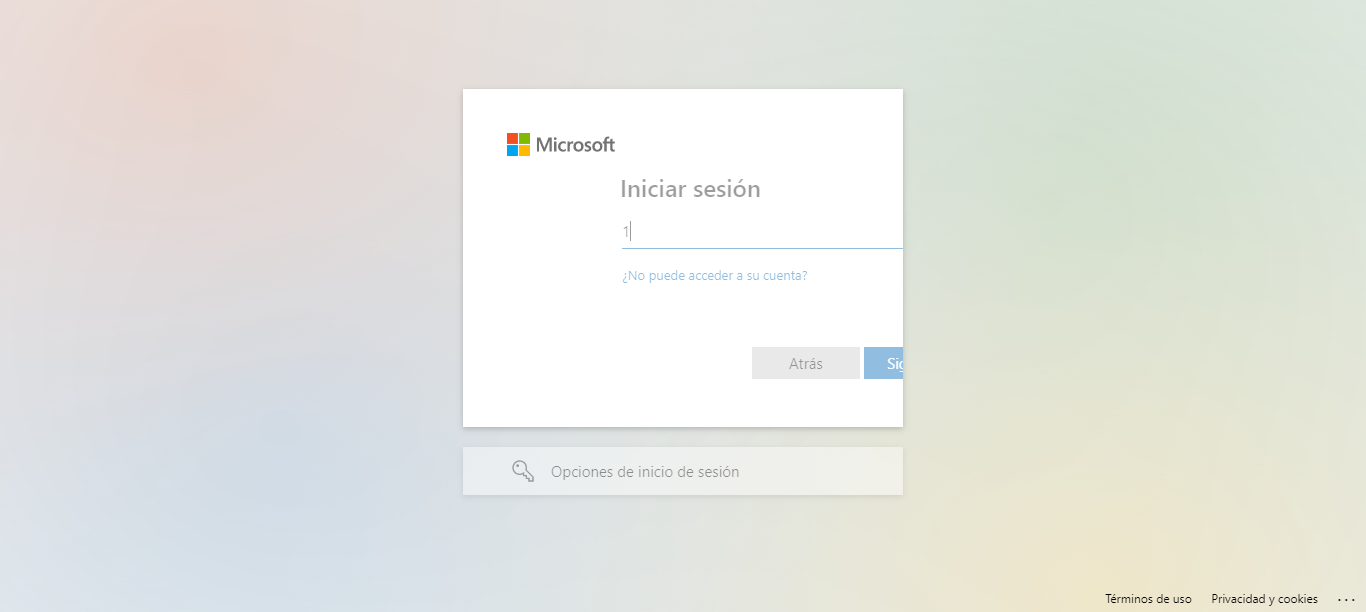 Microsoft
Iniciar sesión
1
¿No puede acceder a su cuenta?
Atrás
Sig
Opciones de inicio de sesión
Términos de uso
Privacidad y cookies
...